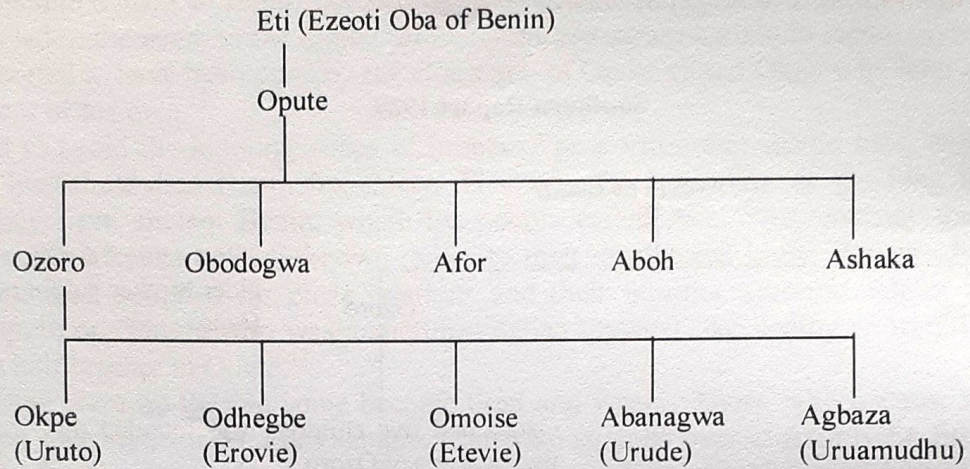 Eti (Ezeoti Oba of Benin)
Opute
Ozoro Obodogwa Afor Aboh Ashaka
Okpe Odhegbe Omoise Abanagwa Agbaza
(Uruto) (Erovie) (Etevie) (Urude) (Uruamudhu)